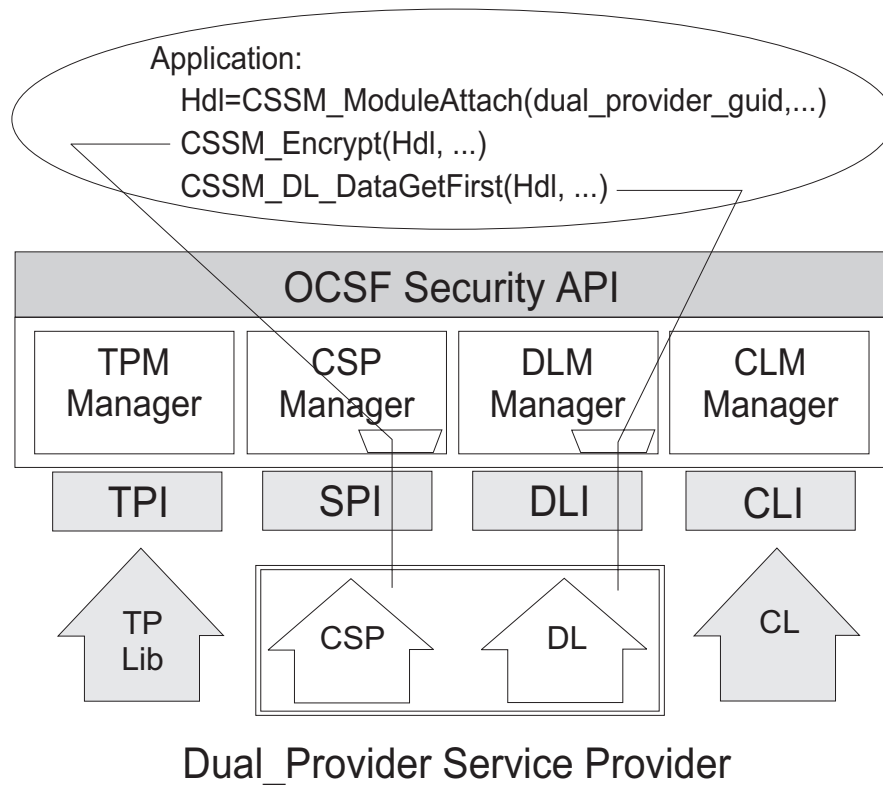 Application:
Hdl=CSSM_ModuleAttach(dual_provider_guid,...)
CSSM_Encrypt(Hdl, ...)
CSSM_DL_DataGetFirst(Hdl, ...)
OCSF Security API
TPM
Manager
CSP
Manager
DLM
Manager
CLM
Manager
TPI
SPI
DLI
CLI
TP
Lib
CSP
DL
CL
Dual_Provider Service Provider